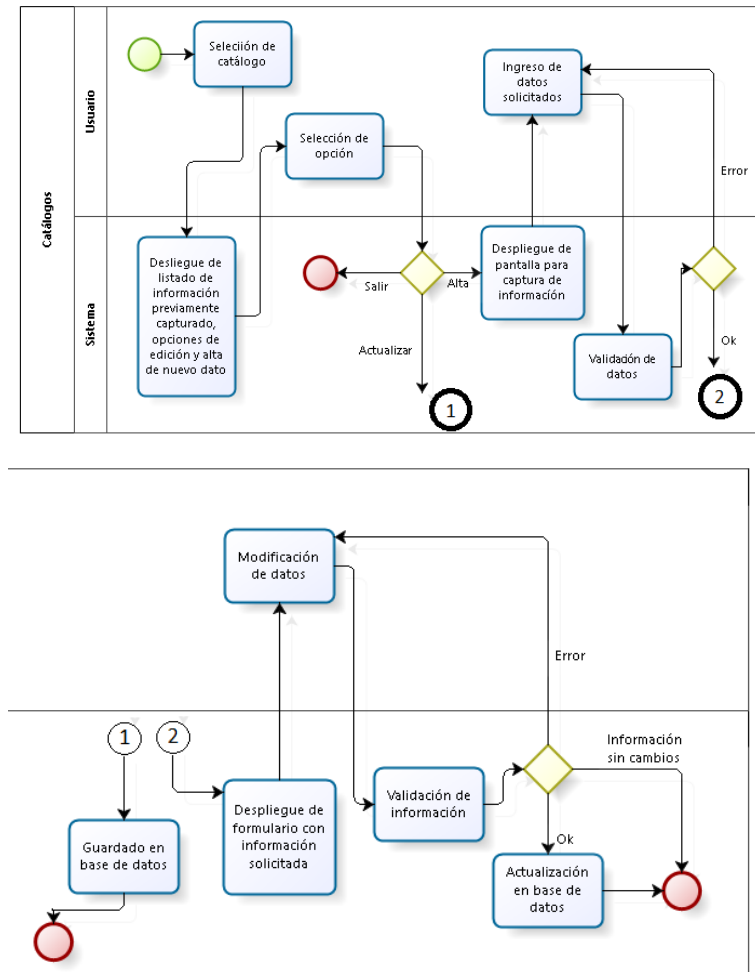 Catálogos
Usuario
Seleción de
catálogo
Selección de
opción
Ingreso de
datos
solicitados
Error
Sistema
Desliegue de
listado de
información
previamente
capturado,
opciones de
edición y alta
de nuevo dato
Salir
Alta
Actualizar
1
Despliegue de
pantalla para
captura de
información
Validación de
datos
Ok
2
Modificación
de datos
Error
1
2
Guardado en
base de datos
Despliegue de
formulario con
información
solicitada
Validación de
información
Información
sin cambios
Ok
Actualización
en base de
datos